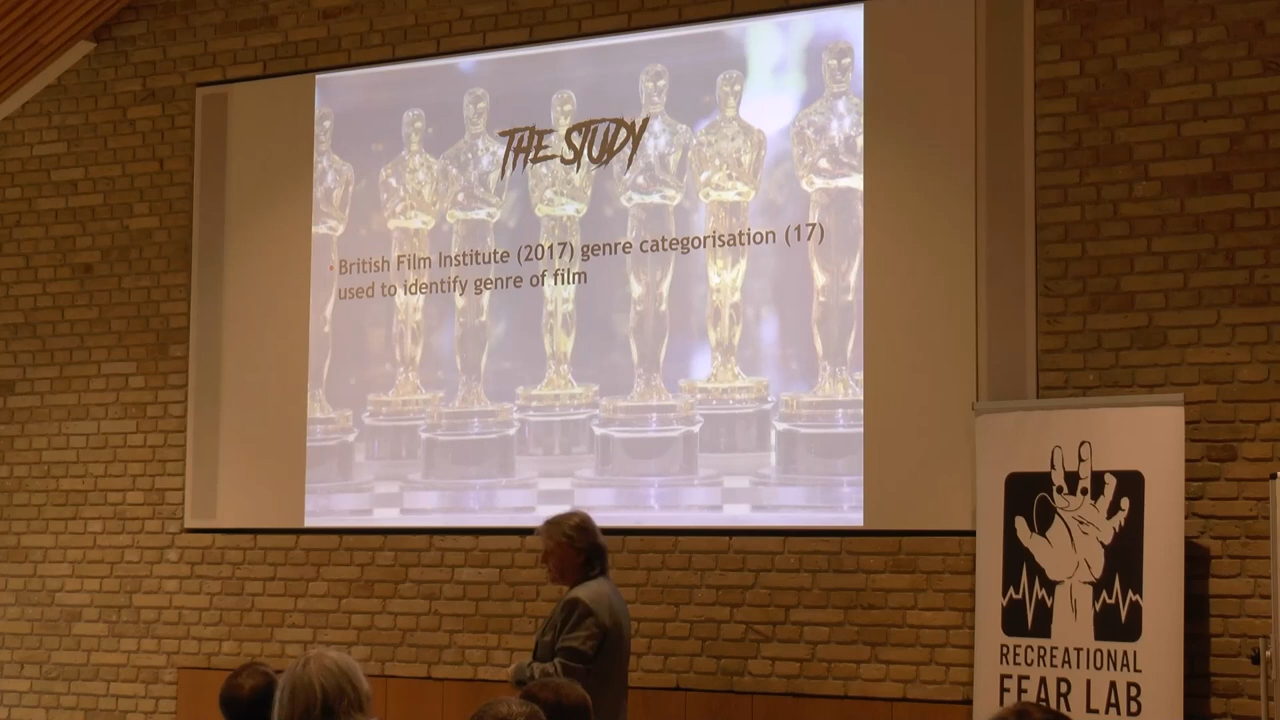 THE STUDY
British Film Institute (2017) genre categorisation (17)
used to identify genre of film
RECREATIONAL
FEAR LAB